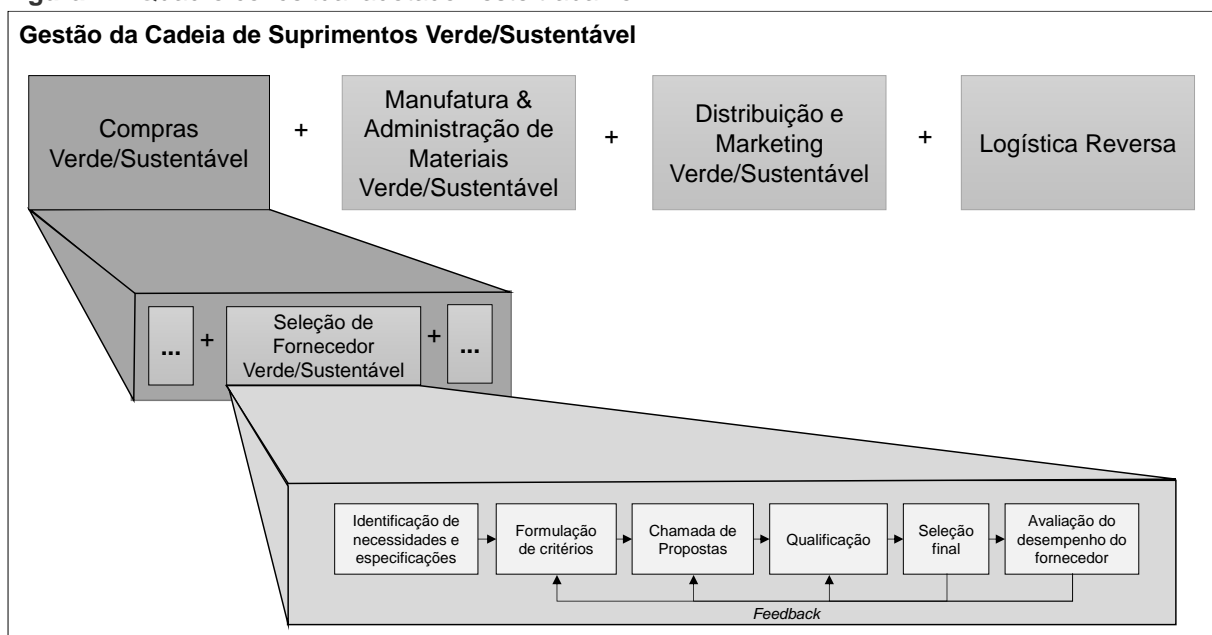 Gestão da Cadeia de Suprimentos Verde/Sustentável
Compras
Verde/Sustentável
+
Manufatura &
Administração de
Materiais
Verde/Sustentável
+
Distribuição e
Marketing
Verde/Sustentável
+
Logística Reversa
...
+
Seleção de
Fornecedor
Verde/Sustentável
+
...
Identificação de
necessidades e
especificações
Formulação
de critérios
Chamada de
Propostas
Qualificação
Seleção
final
Avaliação do
desempenho do
fornecedor
Feedback